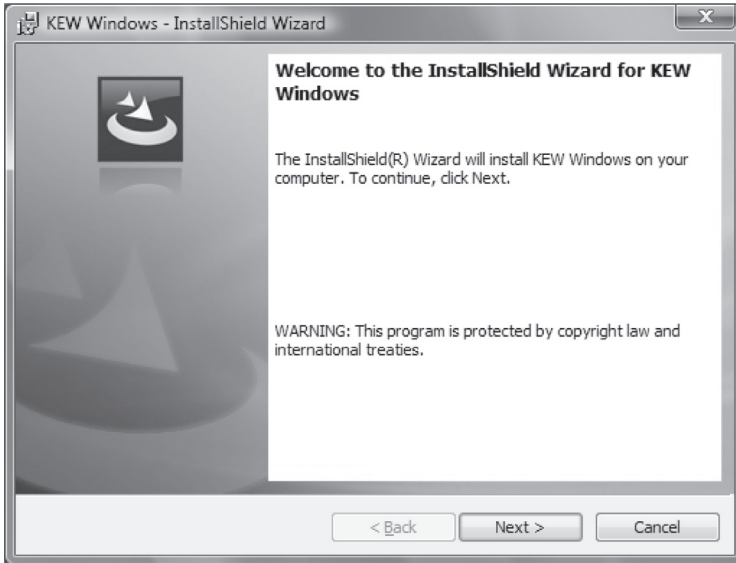 KEW Windows - InstallShield Wizard
Welcome to the InstallShield Wizard for KEW
Windows
The InstallShield(R) Wizard will install KEW Windows on your
computer. To continue, click Next.
WARNING: This program is protected by copyright law and
international treaties.
< Back
Next >
Cancel